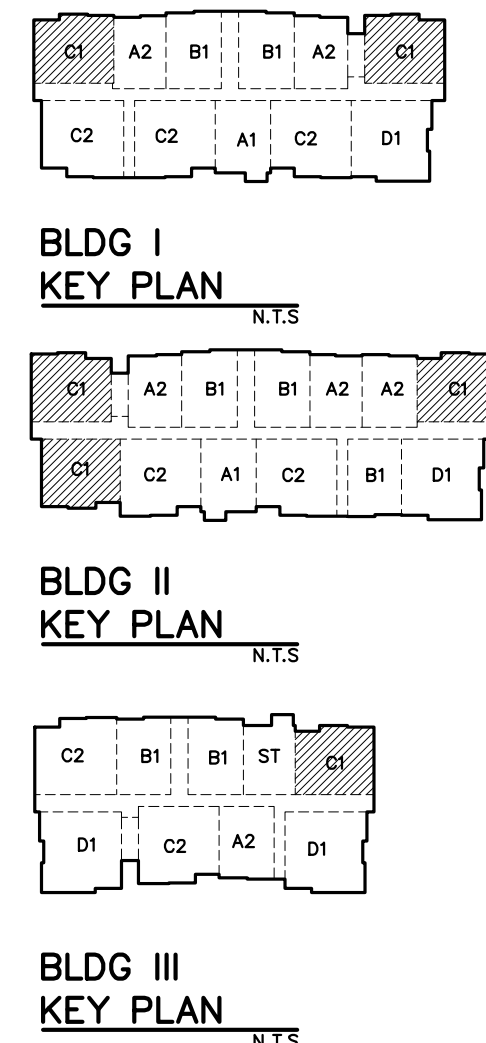 C1 A2 B1 B1 A2 C1
C2 C2 A1 C2 D1
BLDG I
KEY PLAN
N.T.S
C1 A2 B1 B1 A2 A2 C1
C1 C2 A1 C2 B1 D1
BLDG II
KEY PLAN
N.T.S
C2 B1 B1 ST C1
D1 C2 A2 D1
BLDG III
KEY PLAN
N.T.S